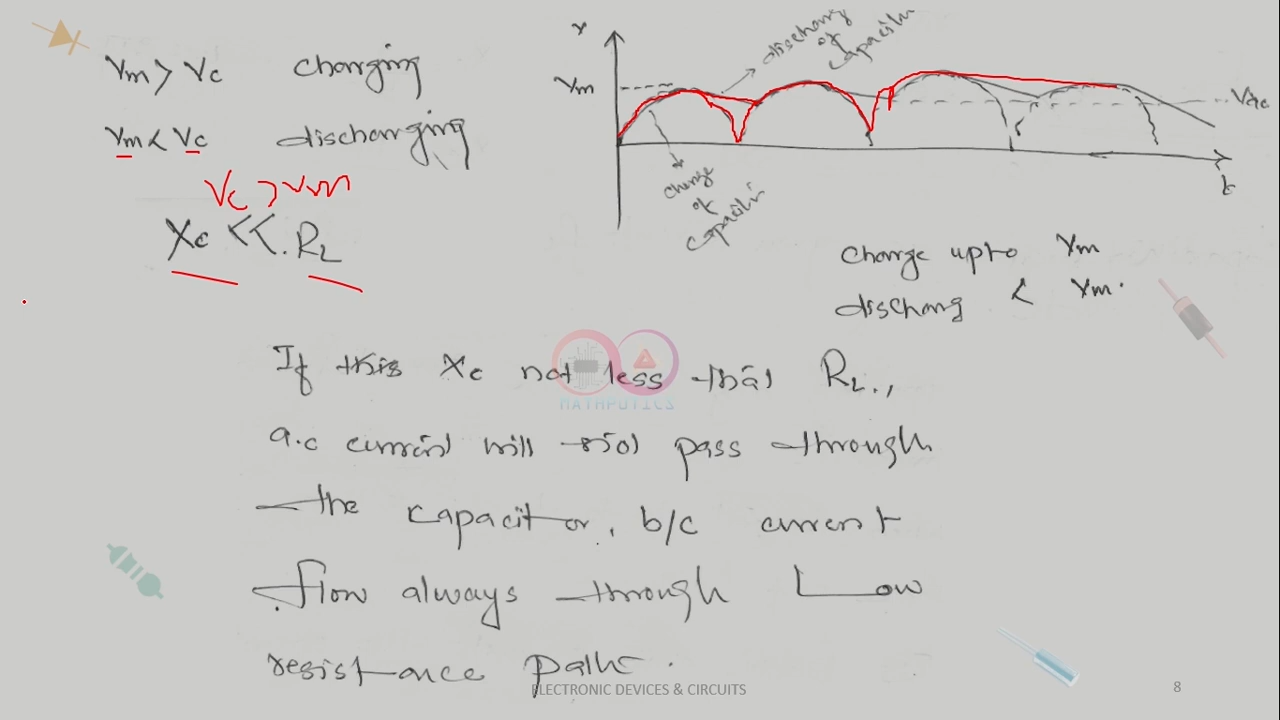 Vm > Vc charging
Vm < Vc discharging
Vc > Vm
Xc << RL
V
Vm
discharg
of
capacitor
charge
of
capacitor
Vdc
t
charge upto Vm
discharg < Vm.
If this Xc not less than RL.,
a.c current will not pass through
the capacitor, b/c current
flow always through Low
resistance path.
MATHPUTICS
ELECTRONIC DEVICES & CIRCUITS
8